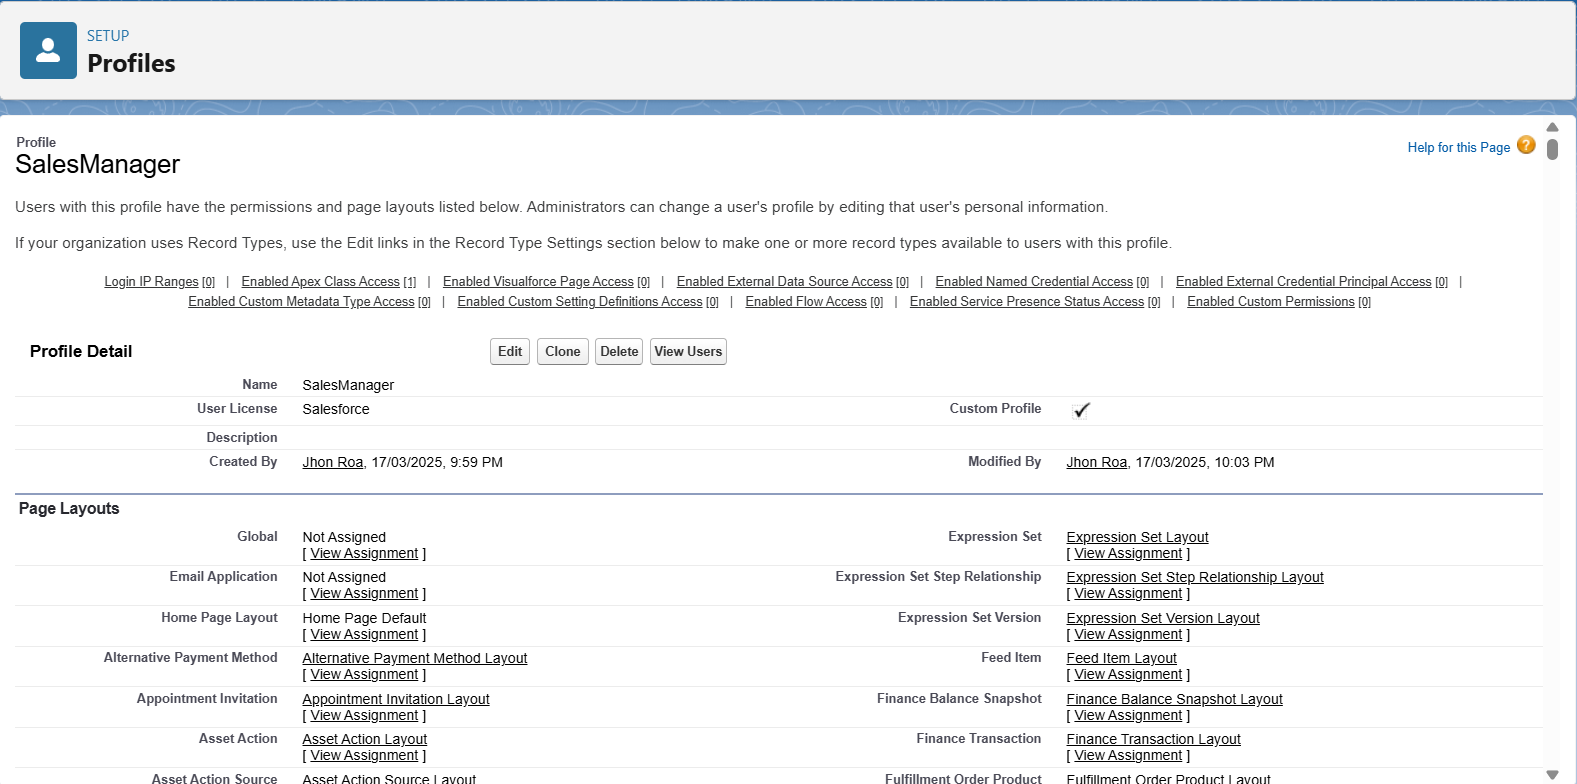 SETUP
Profiles
Profile
SalesManager
Help for this Page ?
Users with this profile have the permissions and page layouts listed below. Administrators can change a user's profile by editing that user's personal information.
If your organization uses Record Types, use the Edit links in the Record Type Settings section below to make one or more record types available to users with this profile.
Login IP Ranges [0] | Enabled Apex Class Access [1] | Enabled Visualforce Page Access [0] | Enabled External Data Source Access [0] | Enabled Named Credential Access [0] | Enabled External Credential Principal Access [0] |
Enabled Custom Metadata Type Access [0] | Enabled Custom Setting Definitions Access [0] | Enabled Flow Access [0] | Enabled Service Presence Status Access [0] | Enabled Custom Permissions [0]
Profile Detail Edit Clone Delete View Users
Name SalesManager
User License Salesforce Custom Profile
Description
Created By Jhon Roa, 17/03/2025, 9:59 PM Modified By Jhon Roa, 17/03/2025, 10:03 PM
Page Layouts
Global Not Assigned Expression Set Expression Set Layout
[ View Assignment ] [ View Assignment ]
Email Application Not Assigned Expression Set Step Relationship Expression Set Step Relationship Layout
[ View Assignment ] [ View Assignment ]
Home Page Layout Home Page Default Expression Set Version Expression Set Version Layout
[ View Assignment ] [ View Assignment ]
Alternative Payment Method Alternative Payment Method Layout Feed Item Feed Item Layout
[ View Assignment ] [ View Assignment ]
Appointment Invitation Appointment Invitation Layout Finance Balance Snapshot Finance Balance Snapshot Layout
[ View Assignment ] [ View Assignment ]
Asset Action Asset Action Layout Finance Transaction Finance Transaction Layout
[ View Assignment ] [ View Assignment ]
Asset Action Source Asset Action Source Layout Fulfillment Order Product Fulfillment Order Product Layout